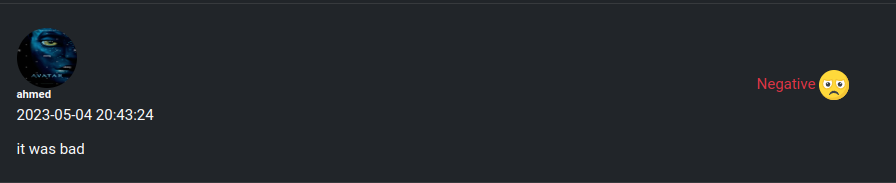 AVATAR
ahmed
2023-05-04 20:43:24
Negative
it was bad